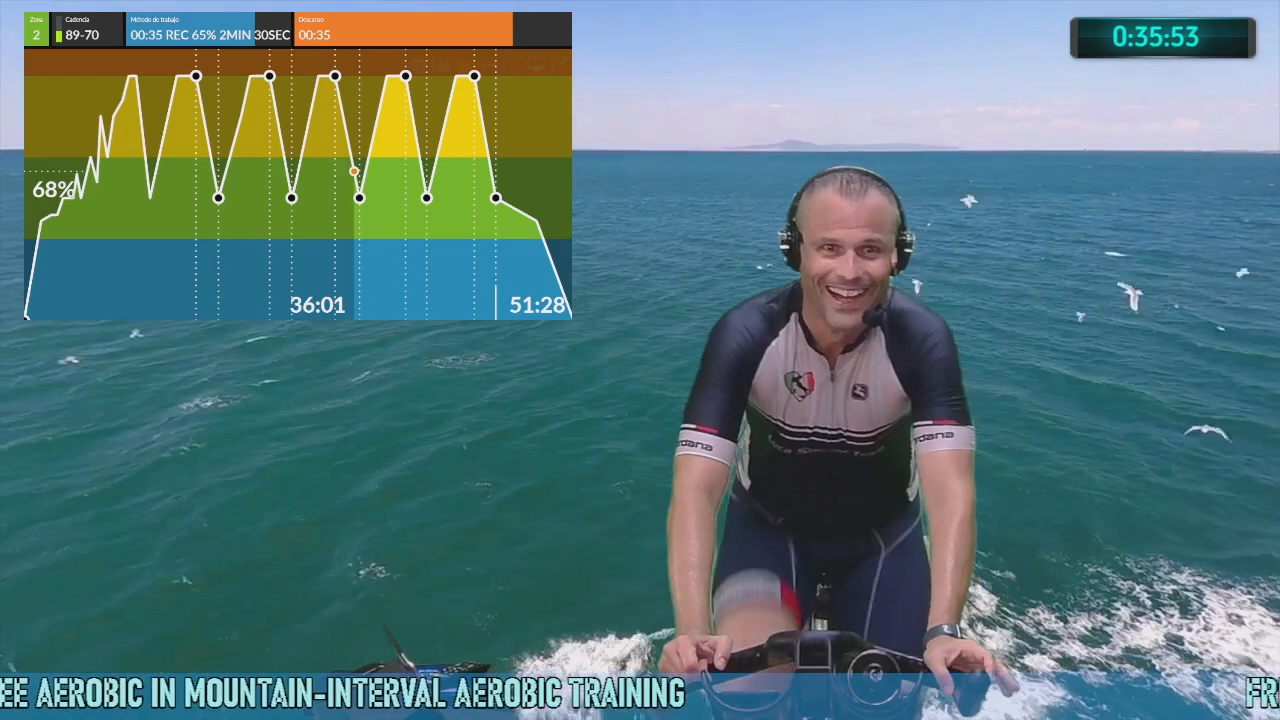 Zona
2
Cadencia
89-70
Método de trabajo
00:35 REC 65% 2MIN 30SEC
Descanso
00:35
0:35:53
68%
36:01
51:28
EE AEROBIC IN MOUNTAIN-INTERVAL AEROBIC TRAINING
FR